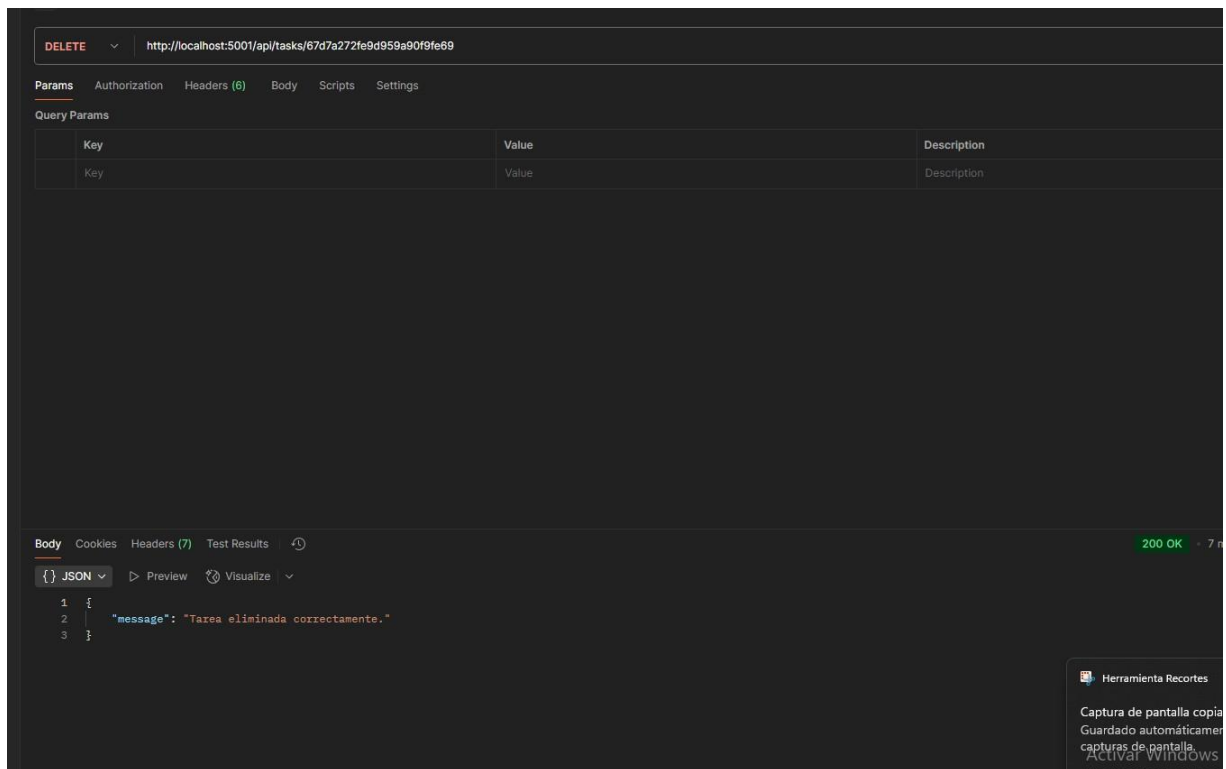 DELETE http://localhost:5001/api/tasks/67d7a272fe9d959a90f9fe69
Params Authorization Headers (6) Body Scripts Settings
Query Params
Key Value Description
Key Value Description
Body Cookies Headers (7) Test Results 200 OK 7 m
{} JSON Preview Visualize
1 {
2 "message": "Tarea eliminada correctamente."
3 }
Herramienta Recortes
Captura de pantalla copia
Guardado automáticamen
capturas de pantalla.
Activar Windows